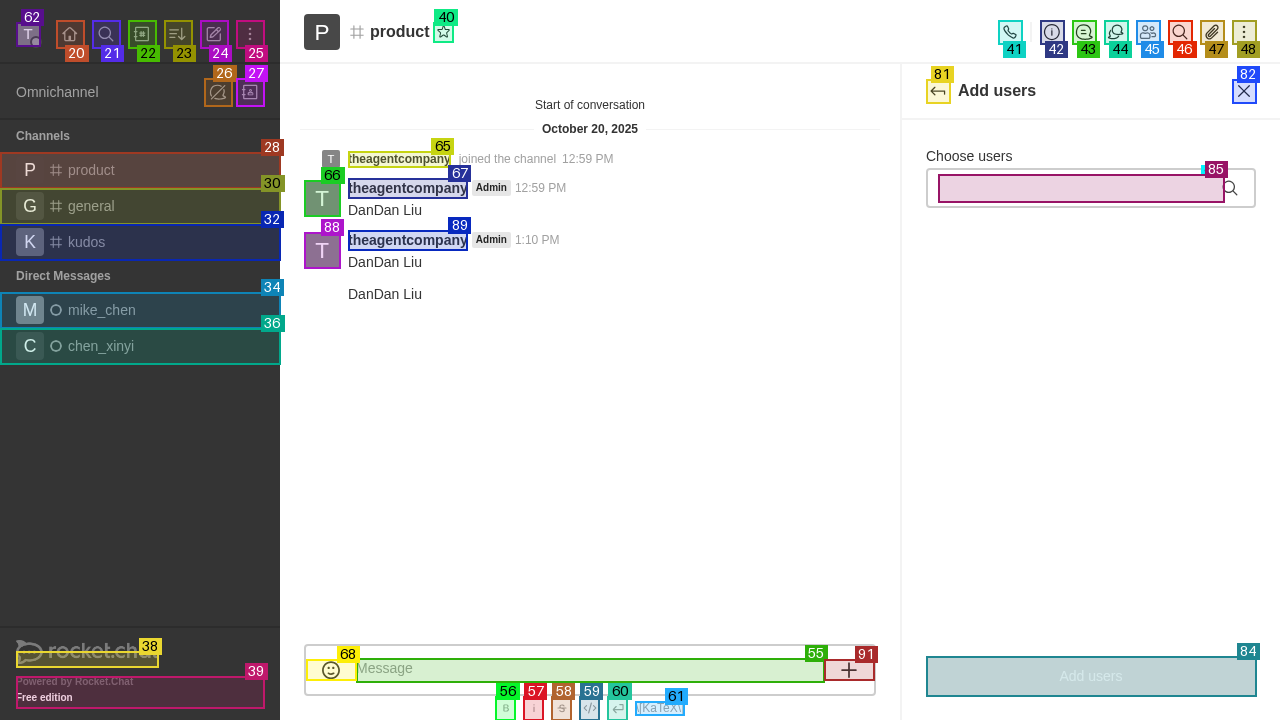 62
T
20
21
22
23
24
25
26
27
Omnichannel
Channels
28
P product
30
G general
32
K kudos
Direct Messages
34
M mike_chen
36
C chen_xinyi
38
rocket.chat
39
Powered by Rocket.Chat
Free edition
P product
40
41
42
43
44
45
46
47
48
Start of conversation
October 20, 2025
65
T theagentcompany joined the channel 12:59 PM
66
67
T theagentcompany Admin 12:59 PM
DanDan Liu
88
89
T theagentcompany Admin 1:10 PM
DanDan Liu
DanDan Liu
68
Message
55
91
56
57
58
59
60
61
B
i
S
\[KaTeX\]
81
Add users
82
Choose users
85
84
Add users